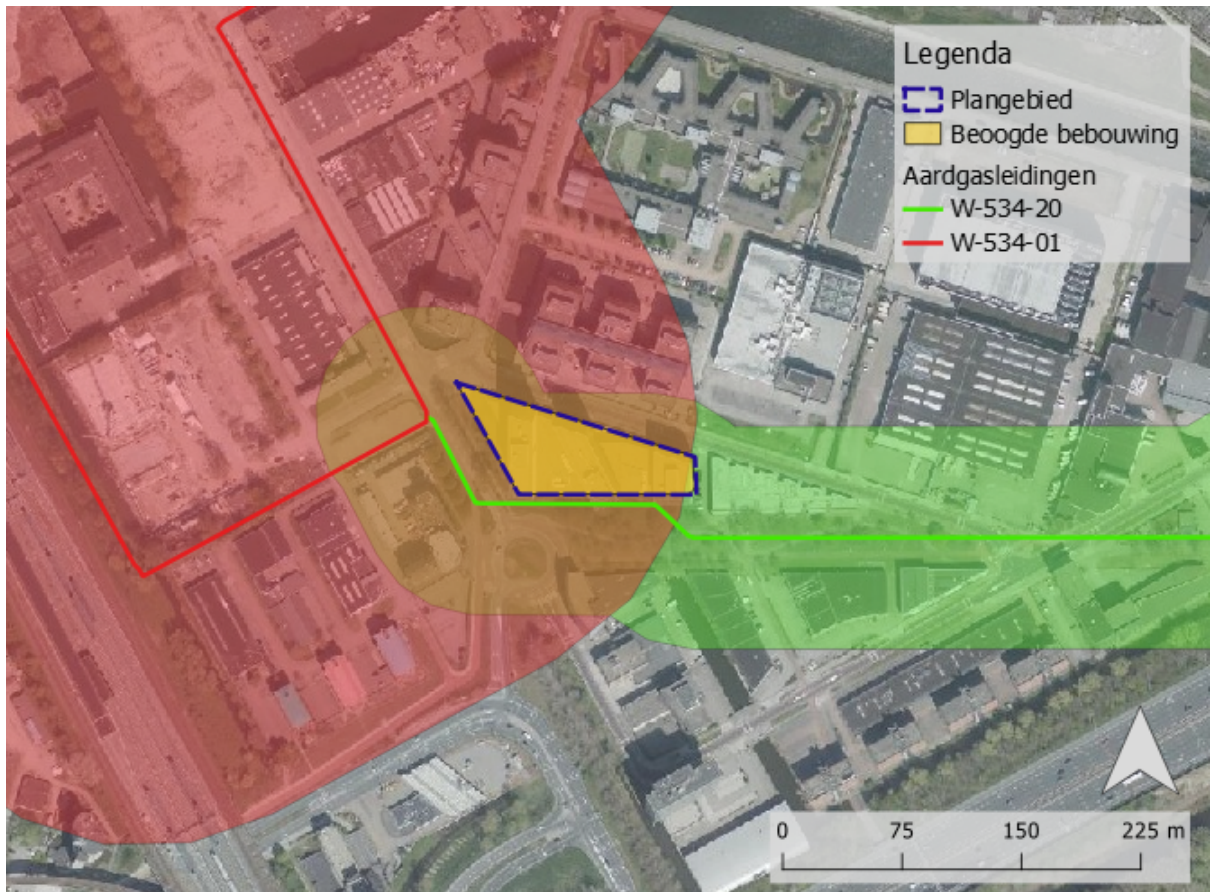 Legenda
Plangebied
Beoogde bebouwing
Aardgasleidingen
W-534-20
W-534-01
0 75 150 225 m